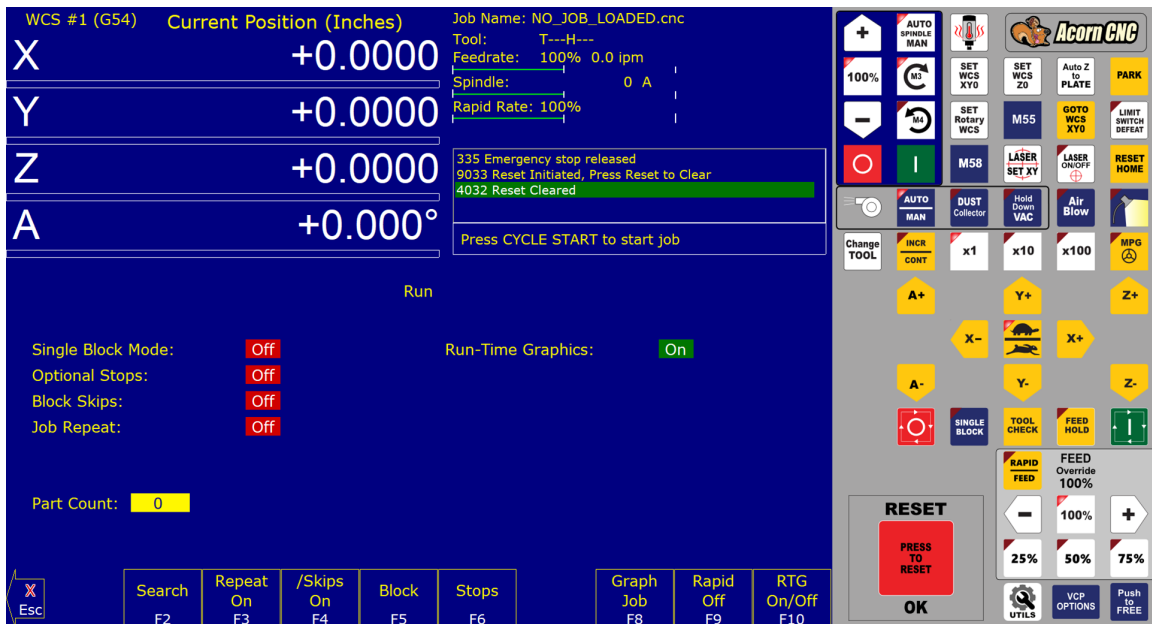 WCS #1 (G54)
Current Position (Inches)
X +0.0000
Y +0.0000
Z +0.0000
A +0.000°
Job Name: NO_JOB_LOADED.cnc
Tool: T---H---
Feedrate: 100% 0.0 ipm
Spindle: 0 A
Rapid Rate: 100%
335 Emergency stop released
9033 Reset Initiated, Press Reset to Clear
4032 Reset Cleared
Press CYCLE START to start job
Run
Single Block Mode: Off
Optional Stops: Off
Block Skips: Off
Job Repeat: Off
Run-Time Graphics: On
Part Count: 0
X
Esc
Search
F2
Repeat
On
F3
/Skips
On
F4
Block
F5
Stops
F6
Graph
Job
F8
Rapid
Off
F9
RTG
On/Off
F10
+
AUTO
SPINDLE
MAN
Acorn CNC
100%
M3
SET
WCS
XY0
SET
WCS
Z0
Auto Z
to
PLATE
PARK
-
M4
SET
Rotary
WCS
M55
GOTO
WCS
XY0
LIMIT
SWITCH
DEFEAT
M58
LASER
SET XY
LASER
ON/OFF
RESET
HOME
AUTO
MAN
DUST
Collector
Hold
Down
VAC
Air
Blow
Change
TOOL
INCR
CONT
x1
x10
x100
MPG
A+
Y+
Z+
X-
X+
A-
Y-
Z-
SINGLE
BLOCK
TOOL
CHECK
FEED
HOLD
RAPID
FEED
FEED
Override
100%
-
100%
+
25%
50%
75%
RESET
PRESS
TO
RESET
OK
UTILS
VCP
OPTIONS
Push
to
FREE